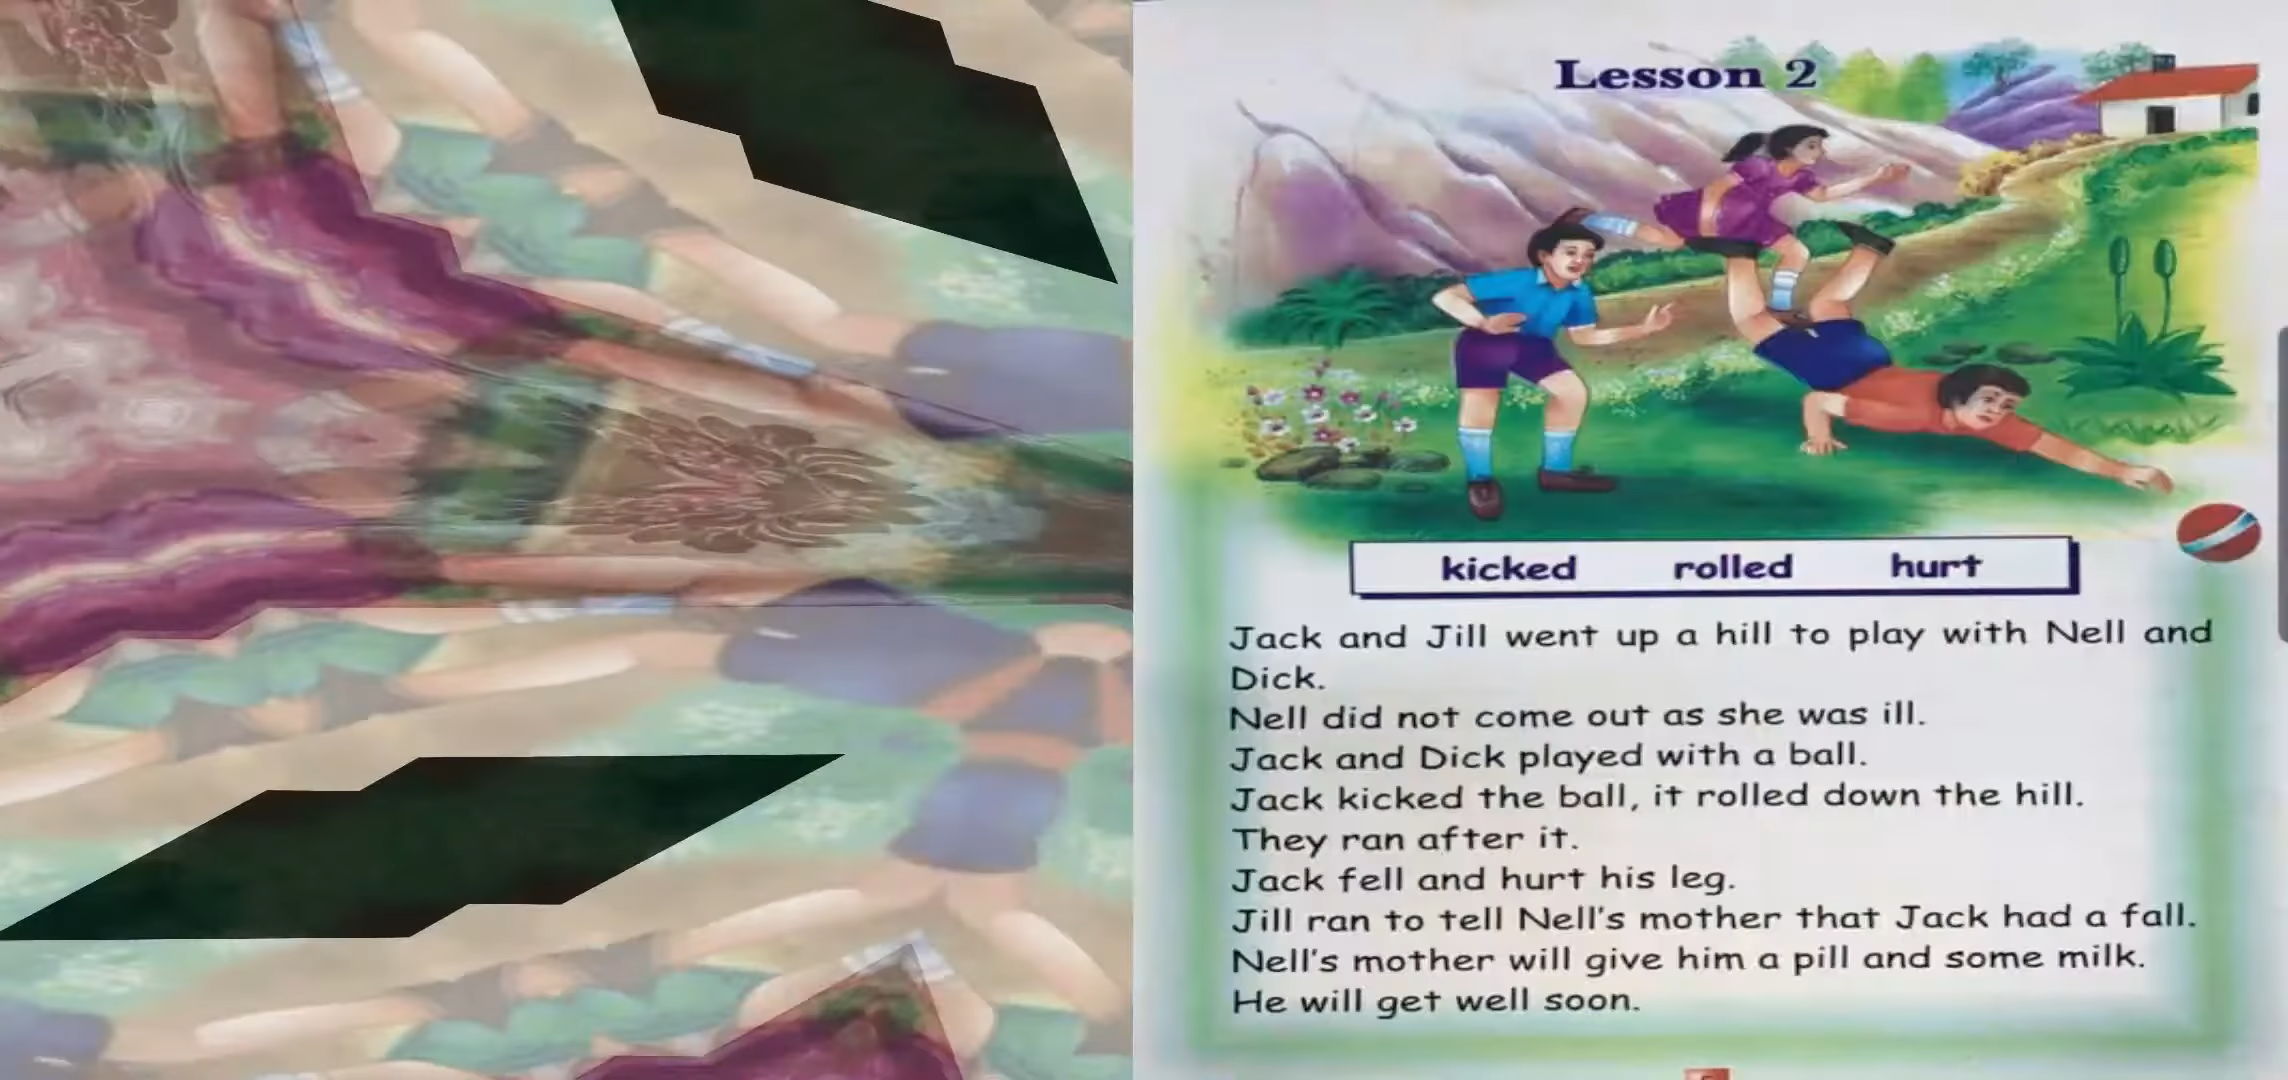 Lesson 2
kicked rolled hurt
Jack and Jill went up a hill to play with Nell and
Dick.
Nell did not come out as she was ill.
Jack and Dick played with a ball.
Jack kicked the ball, it rolled down the hill.
They ran after it.
Jack fell and hurt his leg.
Jill ran to tell Nell's mother that Jack had a fall.
Nell's mother will give him a pill and some milk.
He will get well soon.